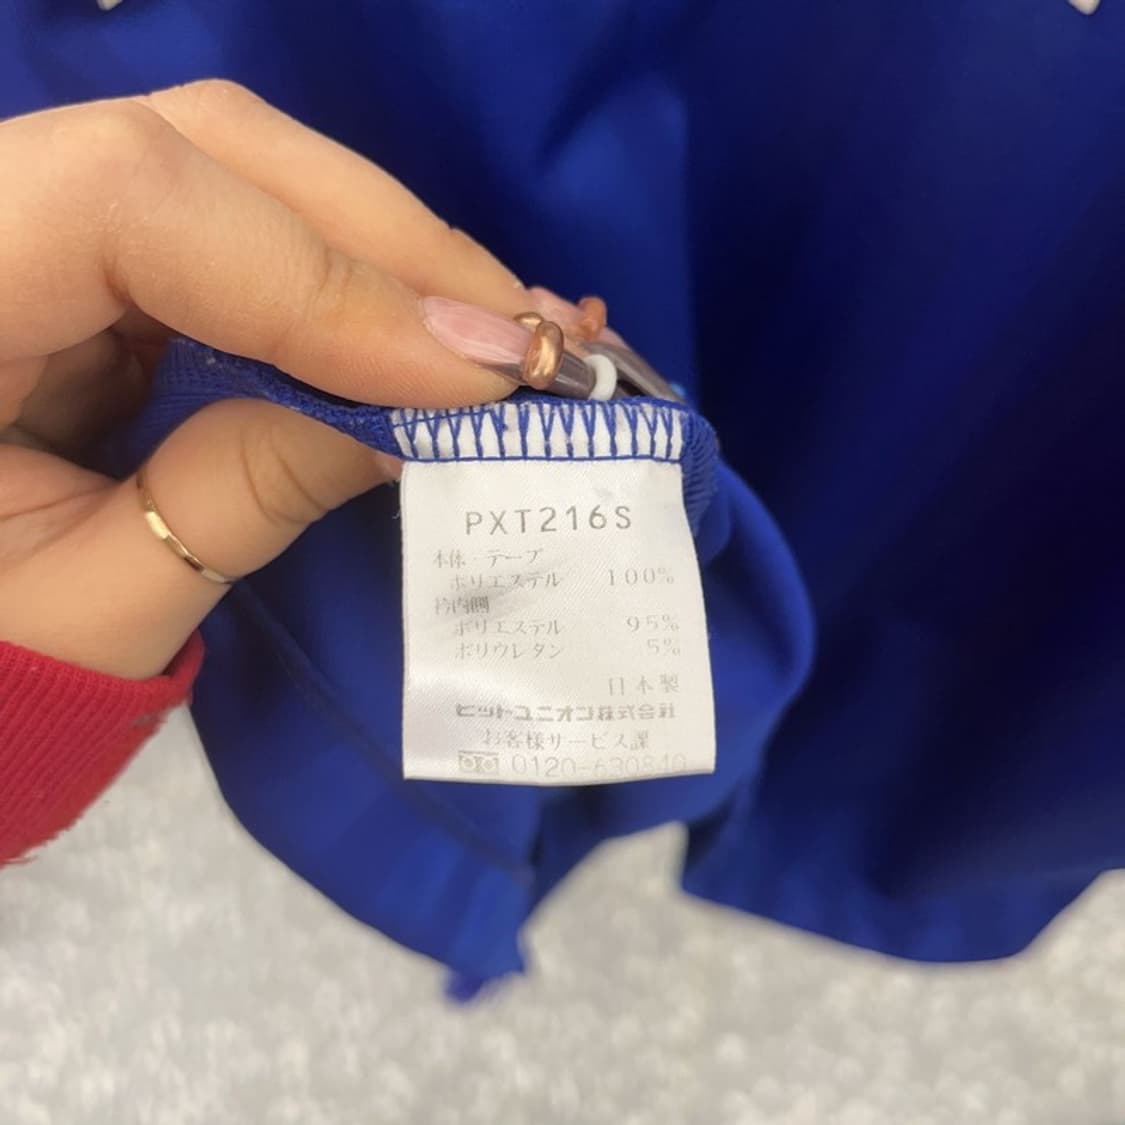 PXT216S
本体・テープ
ポリエステル 100%
衿内側
ポリエステル 95%
ポリウレタン 5%
日本製
ヒットユニオン株式会社
お客様サービス課
0120-630840